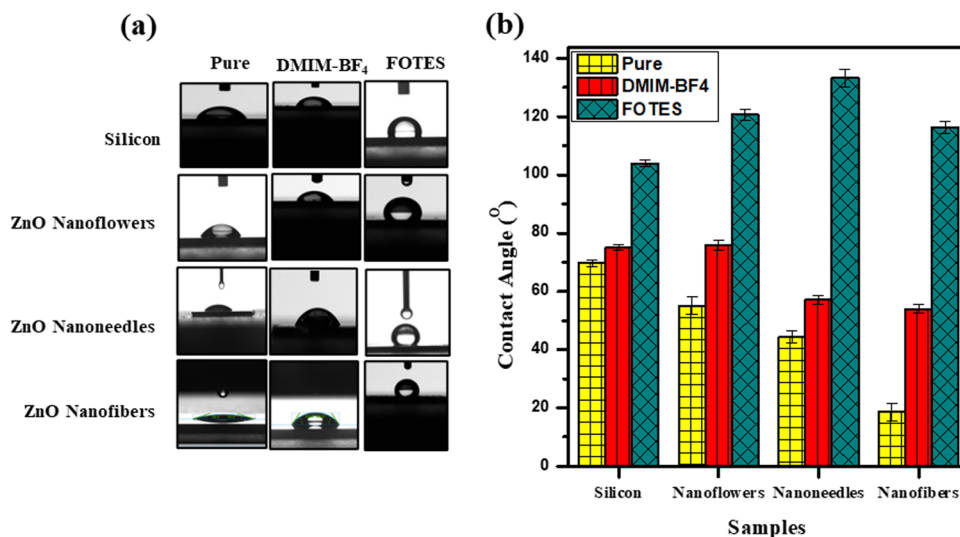 (a)
Pure DMIM-BF₄ FOTES
Silicon
ZnO Nanoflowers
ZnO Nanoneedles
ZnO Nanofibers
(b)
Pure
DMIM-BF4
FOTES
Contact Angle (°)
140
120
100
80
60
40
20
0
Silicon Nanoflowers Nanoneedles Nanofibers
Samples